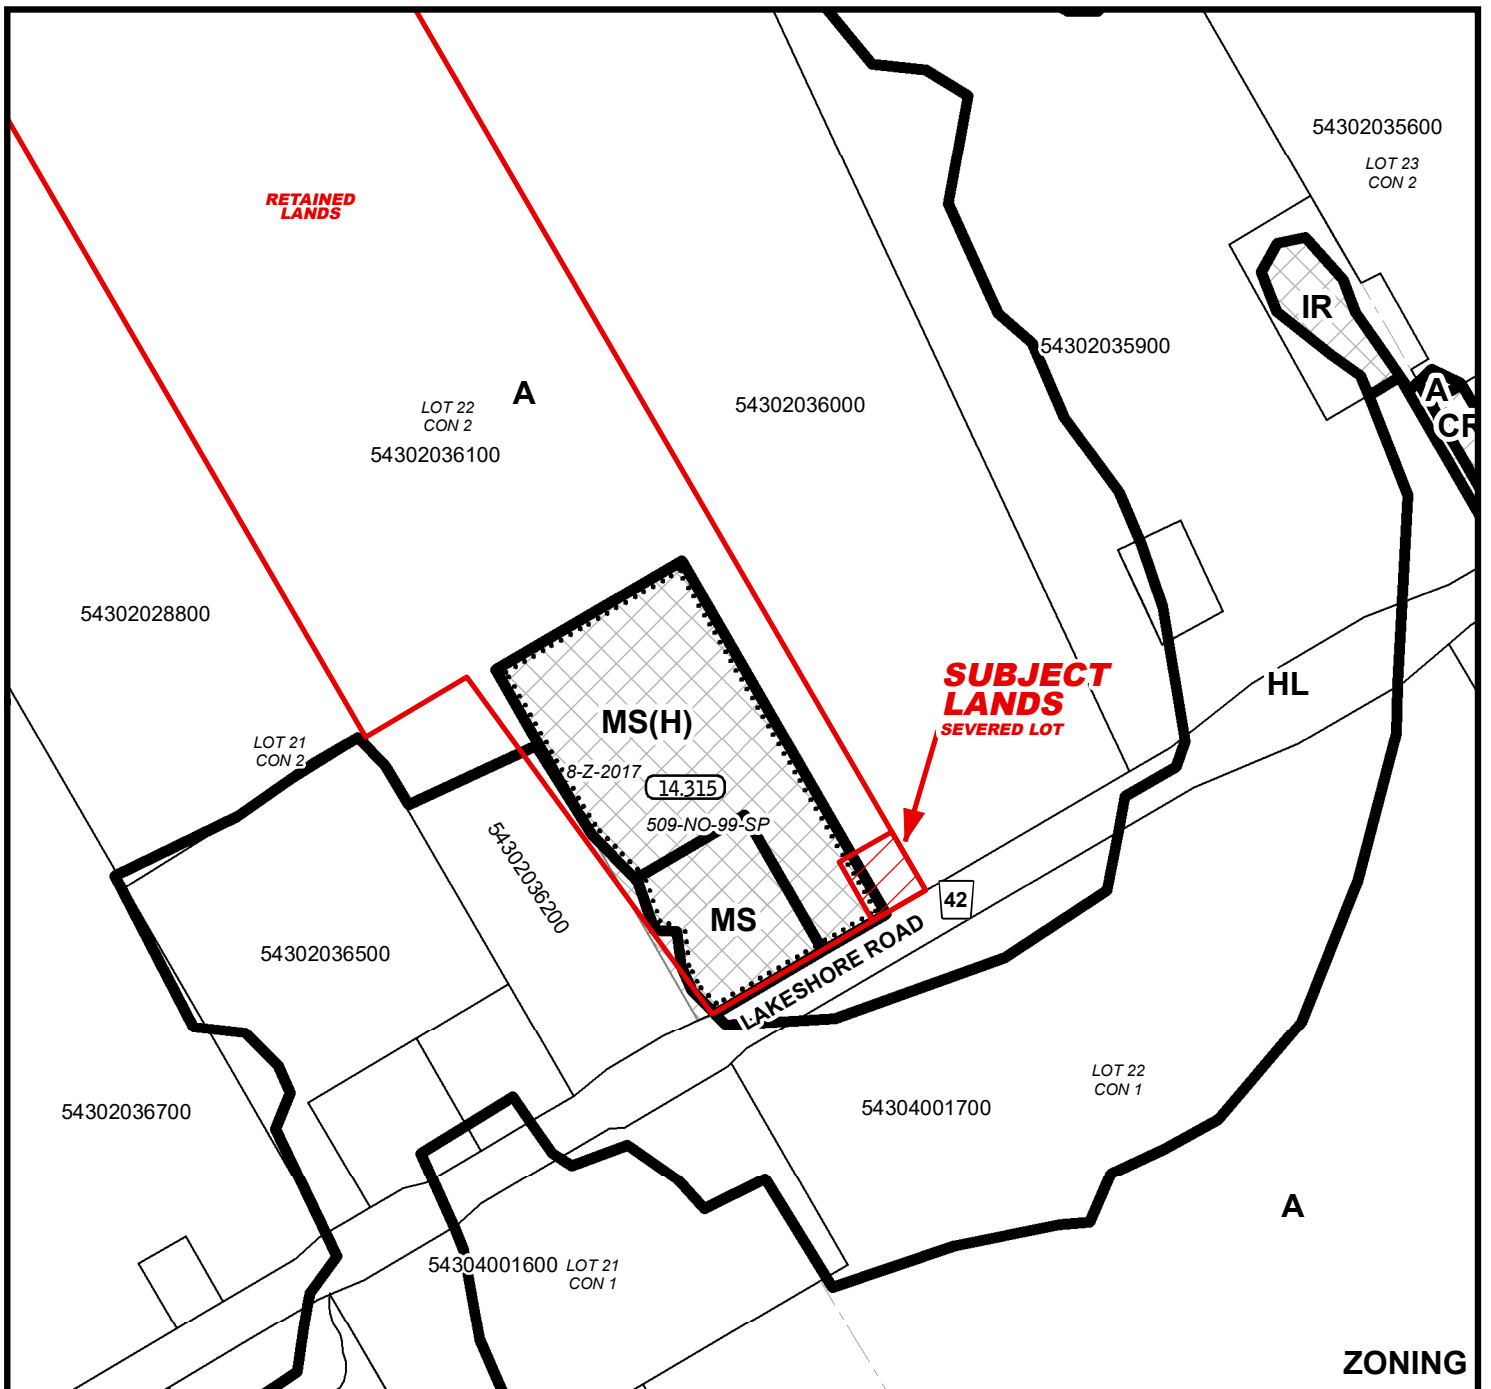 54302035600
LOT 23
CON 2
RETAINED
LANDS
IR
54302035900
A
A
54302036000
LOT 22
CON 2
54302036100
54302028800
SUBJECT
LANDS
SEVERED LOT
HL
MS(H)
LOT 21
CON 2
8-Z-2017
14.315
509-NO-99-SP
54302036200
42
MS
LAKESHORE ROAD
54302036500
LOT 22
CON 1
54302036700
54304001700
A
54304001600
LOT 21
CON 1
ZONING